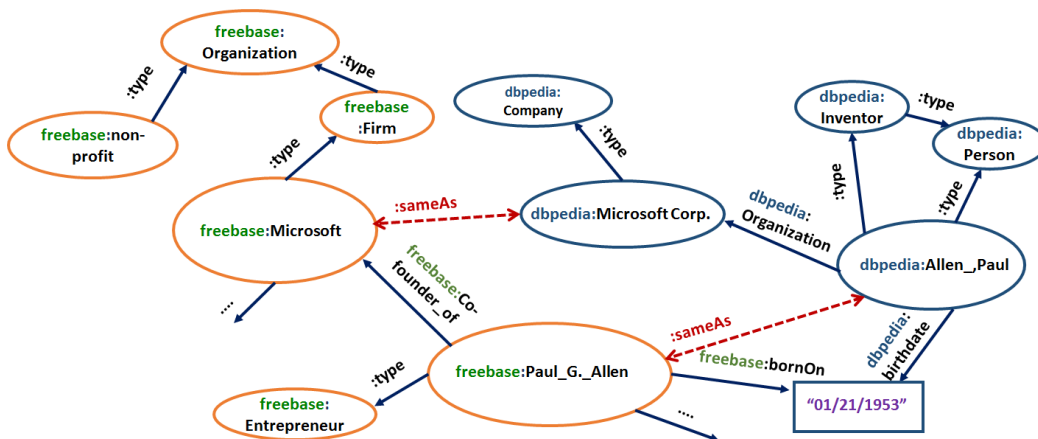 freebase:
Organization
:type
:type
freebase:non-
profit
freebase
:Firm
:type
dbpedia:
Company
:type
dbpedia:
Inventor
:type
dbpedia:
Person
:type
:type
freebase:Microsoft
:sameAs
dbpedia:Microsoft Corp.
dbpedia:
Organization
dbpedia:Allen_,Paul
....
freebase:Co-
founder_of
:sameAs
dbpedia:
birthdate
freebase:bornOn
:type
freebase:Paul_G._Allen
freebase:
Entrepreneur
....
“01/21/1953”